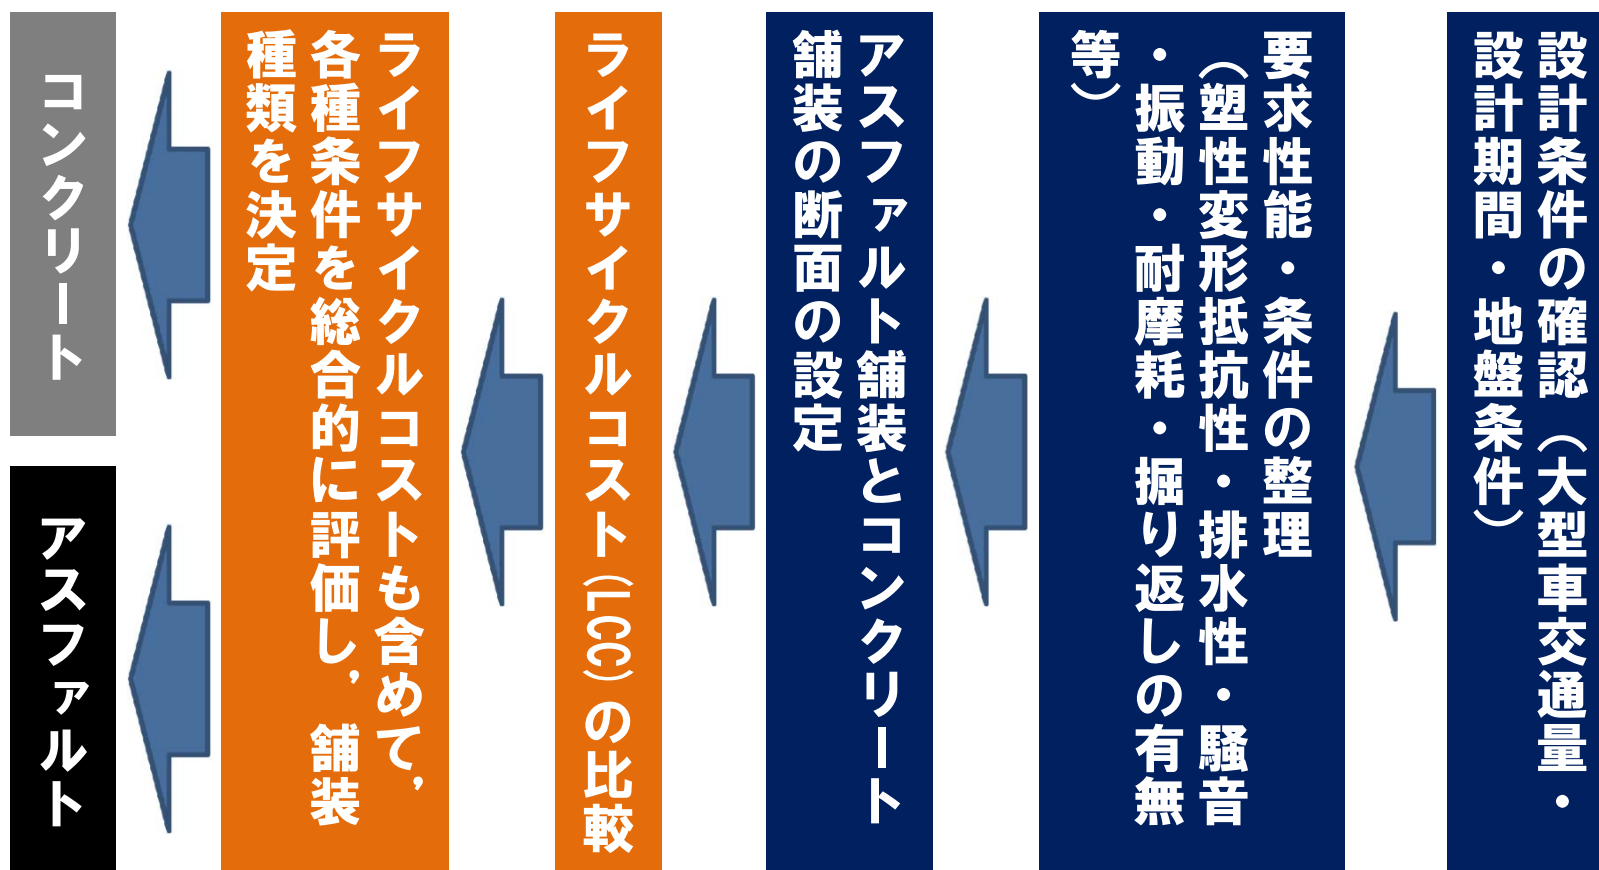 設計条件の確認（大型車交通量・
設計期間・地盤条件）
要求性能・条件の整理
（塑性変形抵抗性・排水性・騒音
・振動・耐摩耗・掘り返しの有無
等）
アスファルト舗装とコンクリート
舗装の断面の設定
ライフサイクルコスト（LCC）の比較
ライフサイクルコストも含めて，
各種条件を総合的に評価し，舗装
種類を決定
コンクリート
アスファルト